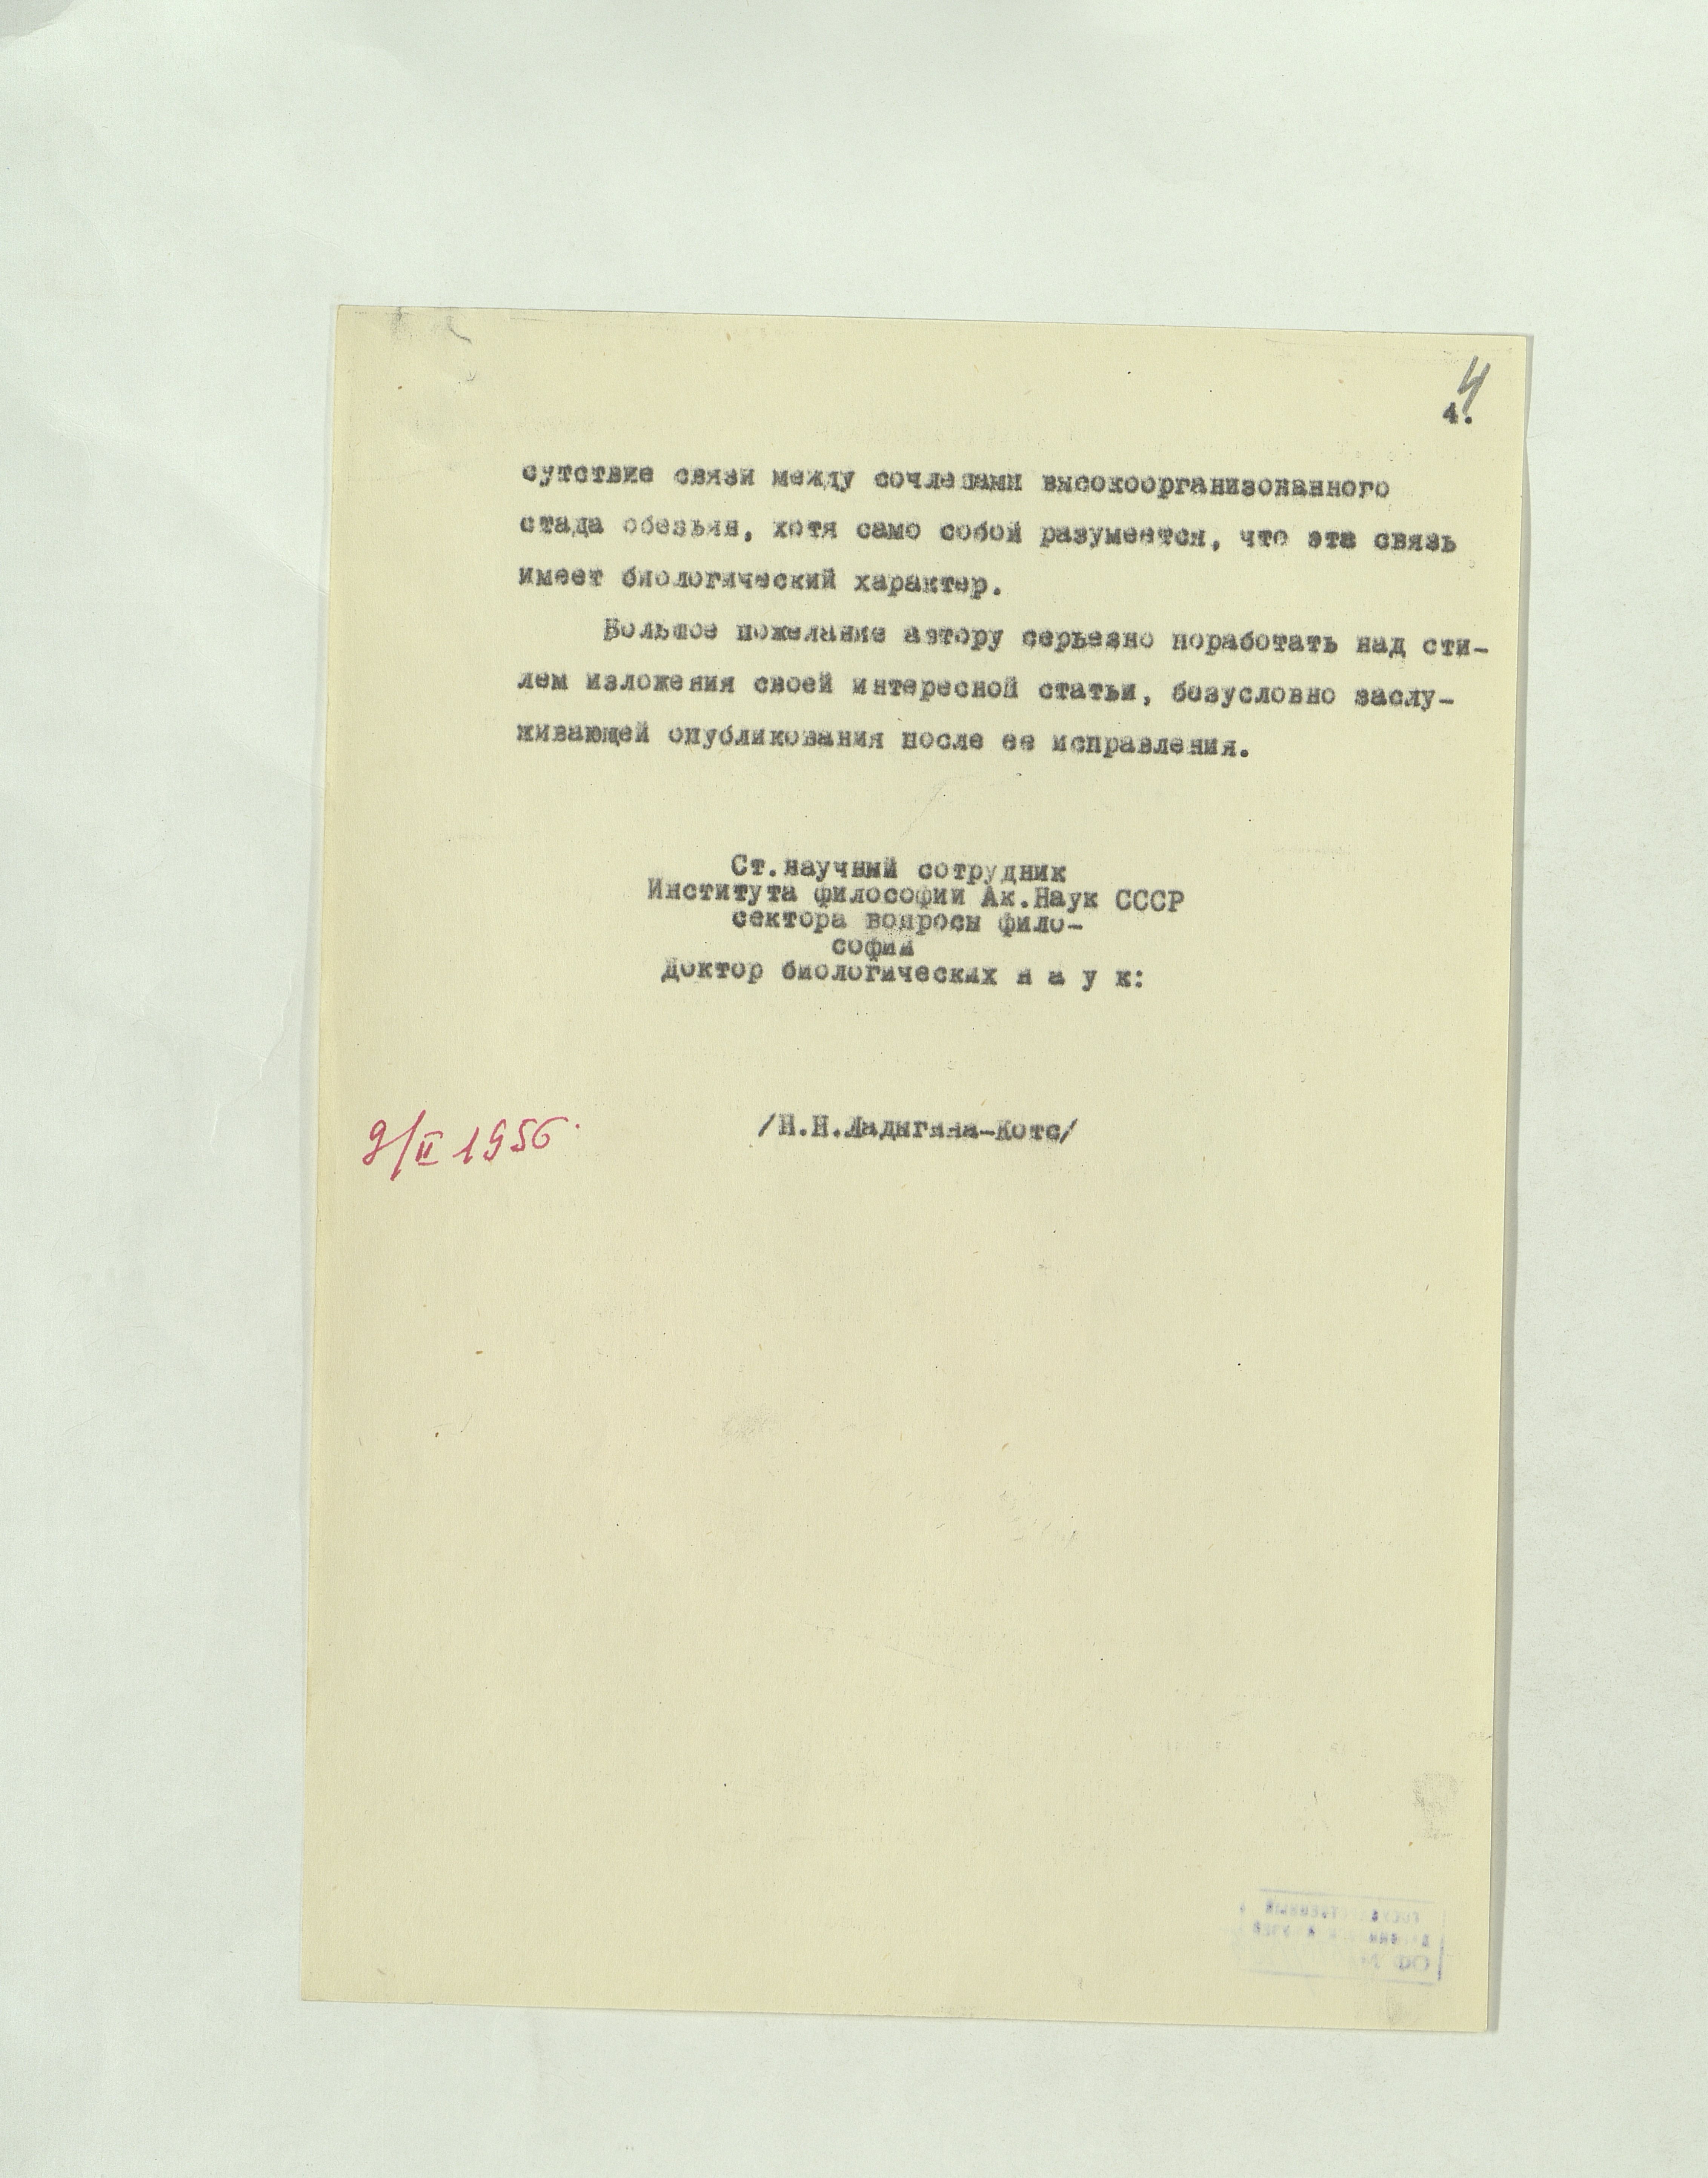 4
4.
сутствие связи между сочленами высокоорганизованного
стада обезьян, хотя само собой разумеется, что эта связь
имеет биологический характер.
Большое пожелание автору серьезно поработать над сти-
лем изложения своей интересной статьи, безусловно заслу-
живающей опубликования после ее исправления.
Ст.научный сотрудник
Института философии Ак.Наук СССР
сектора вопросы фило-
софии
Доктор биологических н а у к:
9/II 1956.
/Н.Н.Ладыгина-Котс/